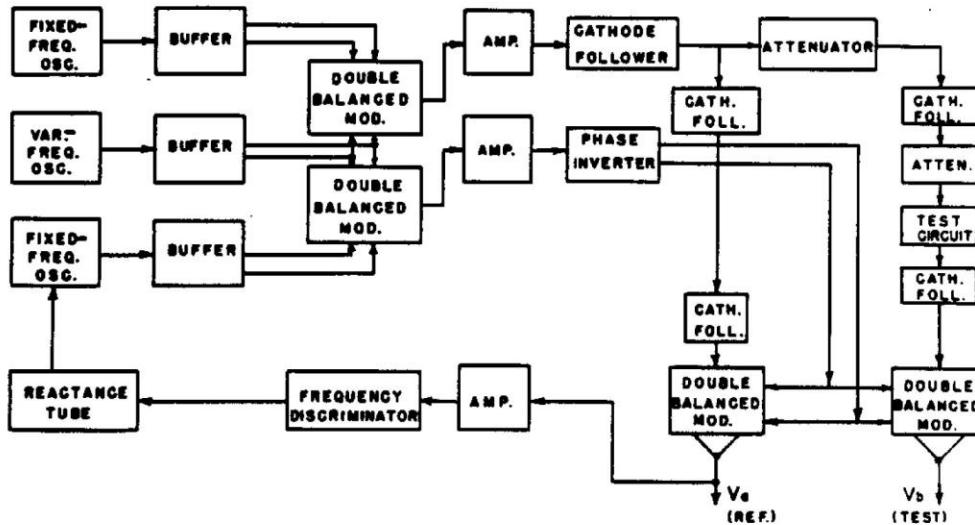 FIXED-
FREQ.
OSC.
BUFFER
DOUBLE
BALANCED
MOD.
AMP.
CATHODE
FOLLOWER
ATTENUATOR
CATH.
FOLL.
CATH.
FOLL.
VAR.-
FREQ.
OSC.
BUFFER
AMP.
PHASE
INVERTER
ATTEN.
DOUBLE
BALANCED
MOD.
FIXED-
FREQ.
OSC.
BUFFER
TEST
CIRCUIT
CATH.
FOLL.
CATH.
FOLL.
REACTANCE
TUBE
FREQUENCY
DISCRIMINATOR
AMP.
DOUBLE
BALANCED
MOD.
DOUBLE
BALANCED
MOD.
Va
(REF.)
Vb
(TEST)